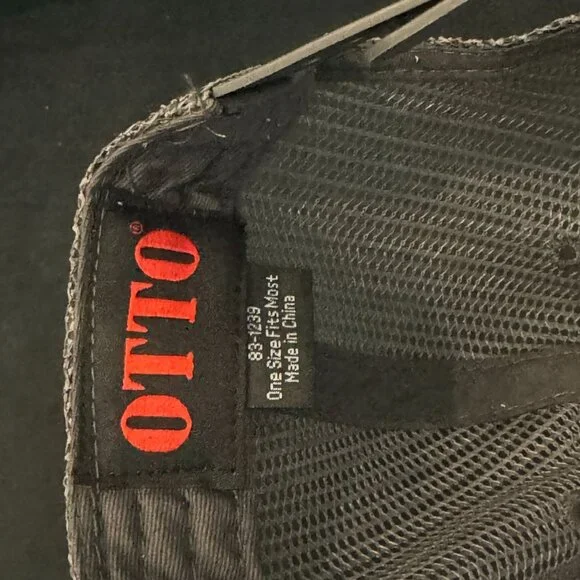 OTTO®
83-1239
One Size Fits Most
Made in China